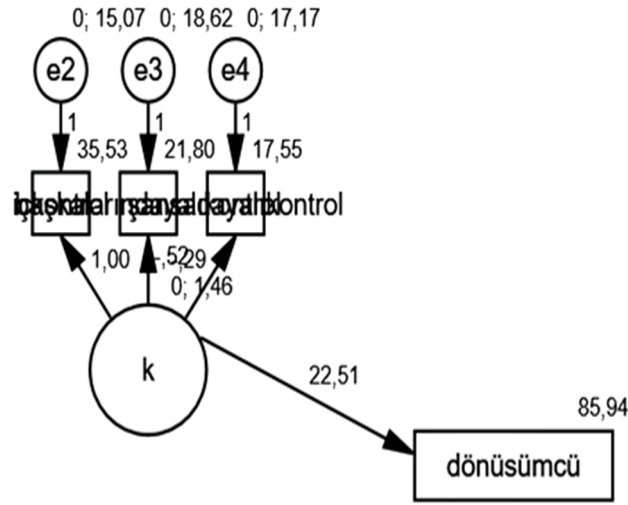 0; 15,07 0; 18,62 0; 17,17
e2 e3 e4
1 1 1
35,53 21,80 17,55
kontrol
1,00 -,52 -,29
0; 1,46
k
22,51
85,94
dönüsümcü